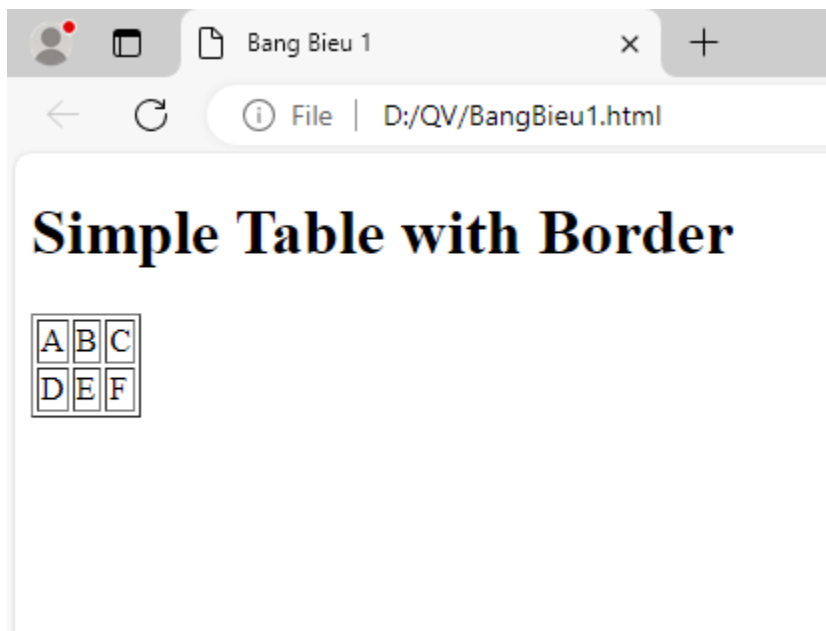 Bang Bieu 1
File | D:/QV/BangBieu1.html
Simple Table with Border
A B C
D E F